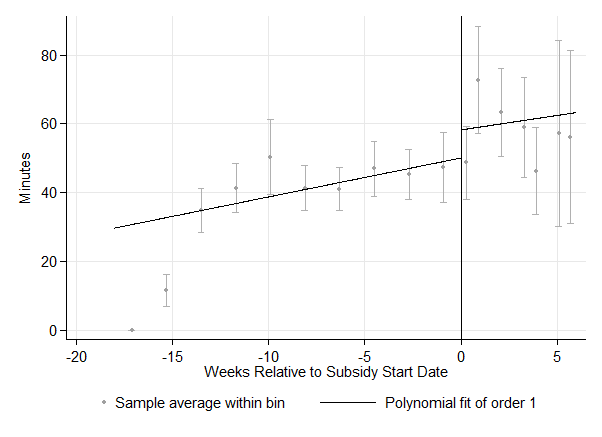 Minutes
80
60
40
20
0
-20 -15 -10 -5 0 5
Weeks Relative to Subsidy Start Date
Sample average within bin Polynomial fit of order 1